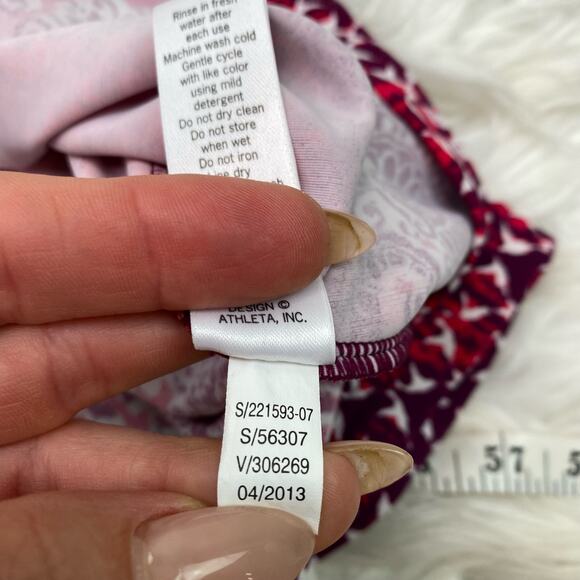 Rinse in fresh
water after
each use
Machine wash cold
Gentle cycle
with like color
using mild
detergent
Do not dry clean
Do not store
when wet
Do not iron
dry
DESIGN ©
ATHLETA, INC.
S/221593-07
S/56307
V/306269
04/2013
57